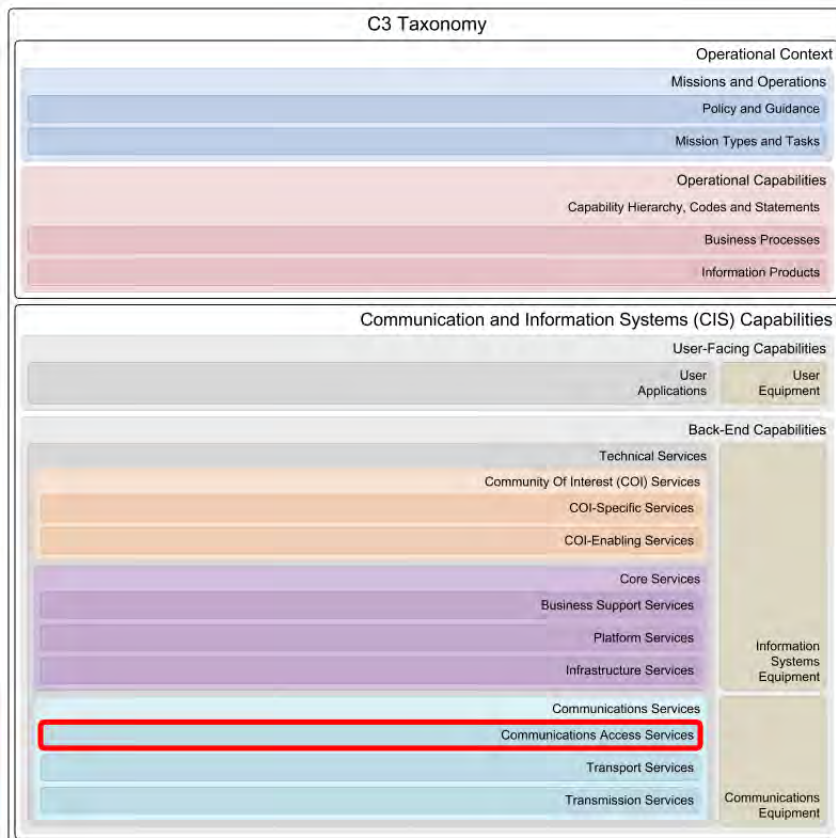 C3 Taxonomy
Operational Context
Missions and Operations
Policy and Guidance
Mission Types and Tasks
Operational Capabilities
Capability Hierarchy, Codes and Statements
Business Processes
Information Products
Communication and Information Systems (CIS) Capabilities
User-Facing Capabilities
User
Applications
User
Equipment
Back-End Capabilities
Technical Services
Community Of Interest (COI) Services
COI-Specific Services
COI-Enabling Services
Core Services
Business Support Services
Platform Services
Infrastructure Services
Information
Systems
Equipment
Communications Services
Communications Access Services
Transport Services
Transmission Services
Communications
Equipment